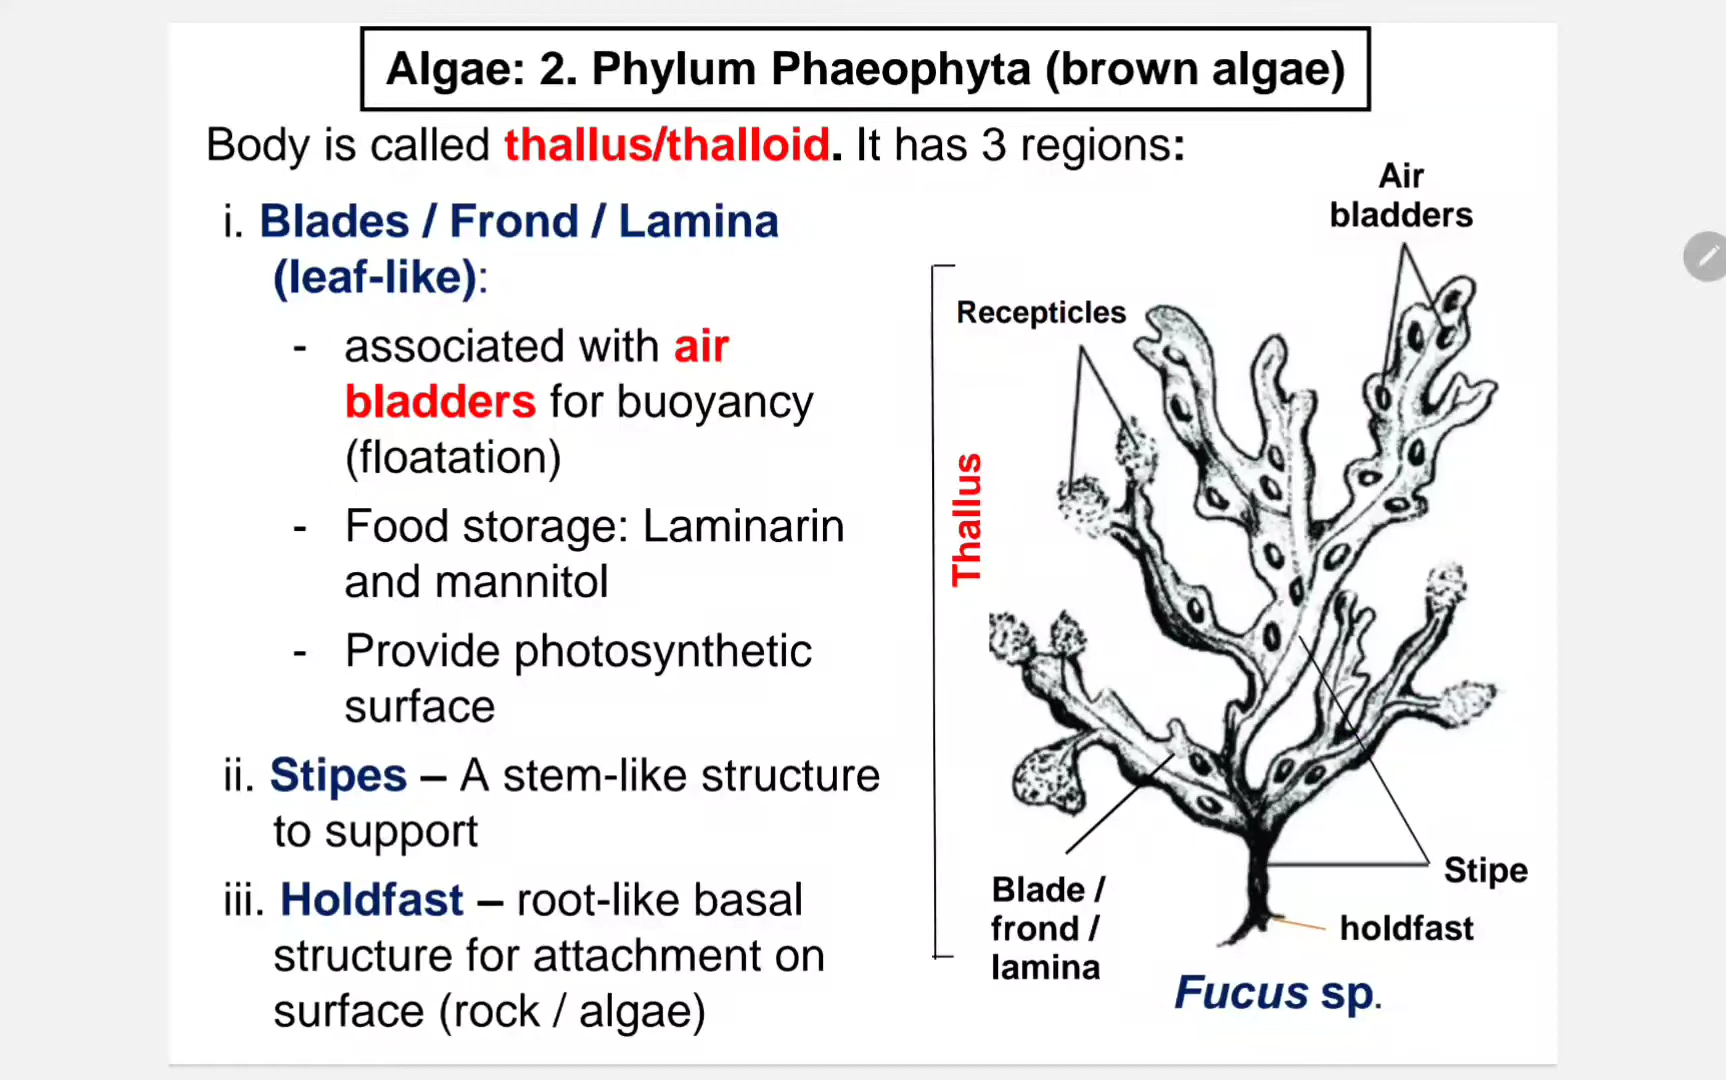 Algae: 2. Phylum Phaeophyta (brown algae)
Body is called thallus/thalloid. It has 3 regions:
i. Blades / Frond / Lamina
(leaf-like):
- associated with air
bladders for buoyancy
(floatation)
- Food storage: Laminarin
and mannitol
- Provide photosynthetic
surface
ii. Stipes – A stem-like structure
to support
iii. Holdfast – root-like basal
structure for attachment on
surface (rock / algae)
Air
bladders
Recepticles
Thallus
Blade /
frond /
lamina
Stipe
holdfast
Fucus sp.